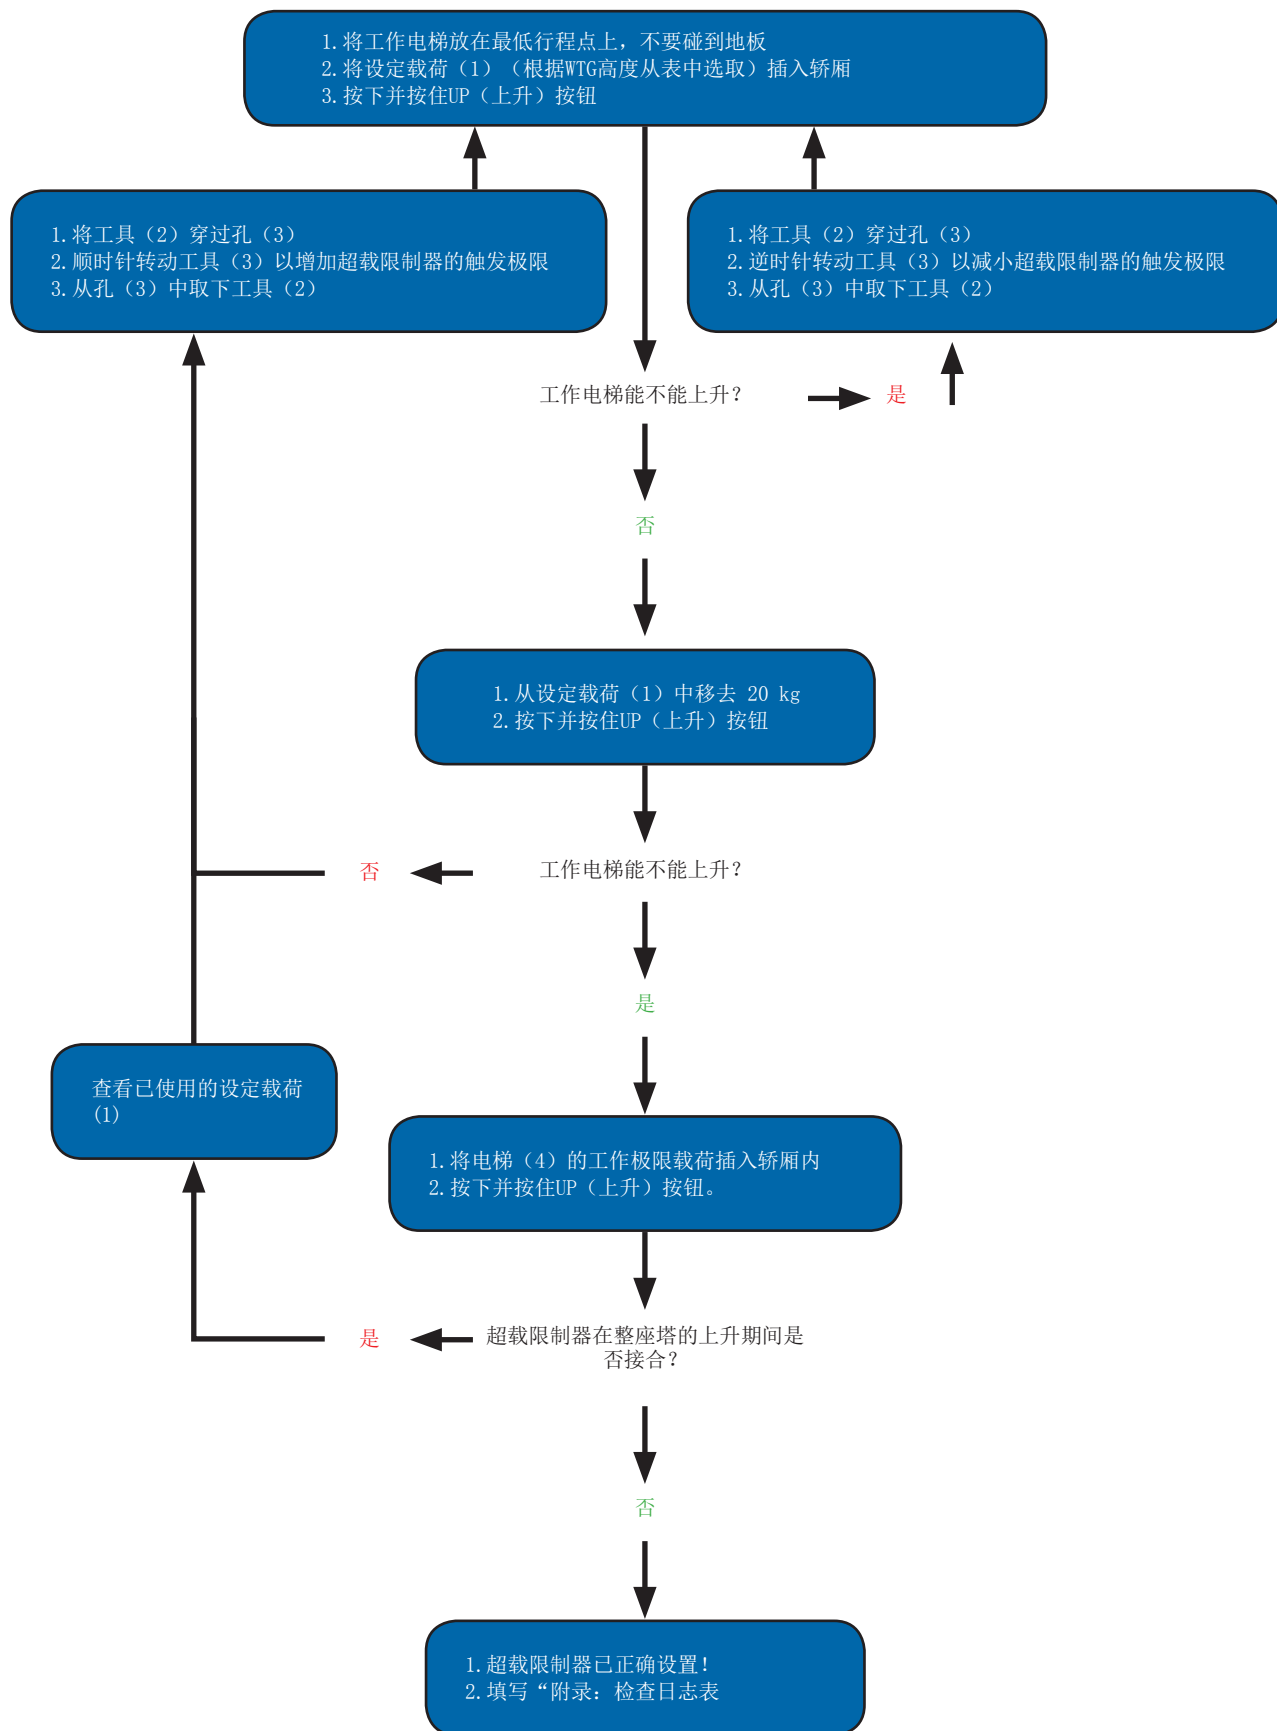 1. 将工作电梯放在最低行程点上，不要碰到地板
2. 将设定载荷（1）（根据WTG高度从表中选取）插入轿厢
3. 按下并按住UP（上升）按钮
1. 将工具（2）穿过孔（3）
2. 顺时针转动工具（3）以增加超载限制器的触发极限
3. 从孔（3）中取下工具（2）
1. 将工具（2）穿过孔（3）
2. 逆时针转动工具（3）以减小超载限制器的触发极限
3. 从孔（3）中取下工具（2）
工作电梯能不能上升？
是
否
1. 从设定载荷（1）中移去 20 kg
2. 按下并按住UP（上升）按钮
工作电梯能不能上升？
否
是
查看已使用的设定载荷
(1)
1. 将电梯（4）的工作极限载荷插入轿厢内
2. 按下并按住UP（上升）按钮。
超载限制器在整座塔的上升期间是
否接合？
是
否
1. 超载限制器已正确设置！
2. 填写“附录：检查日志表